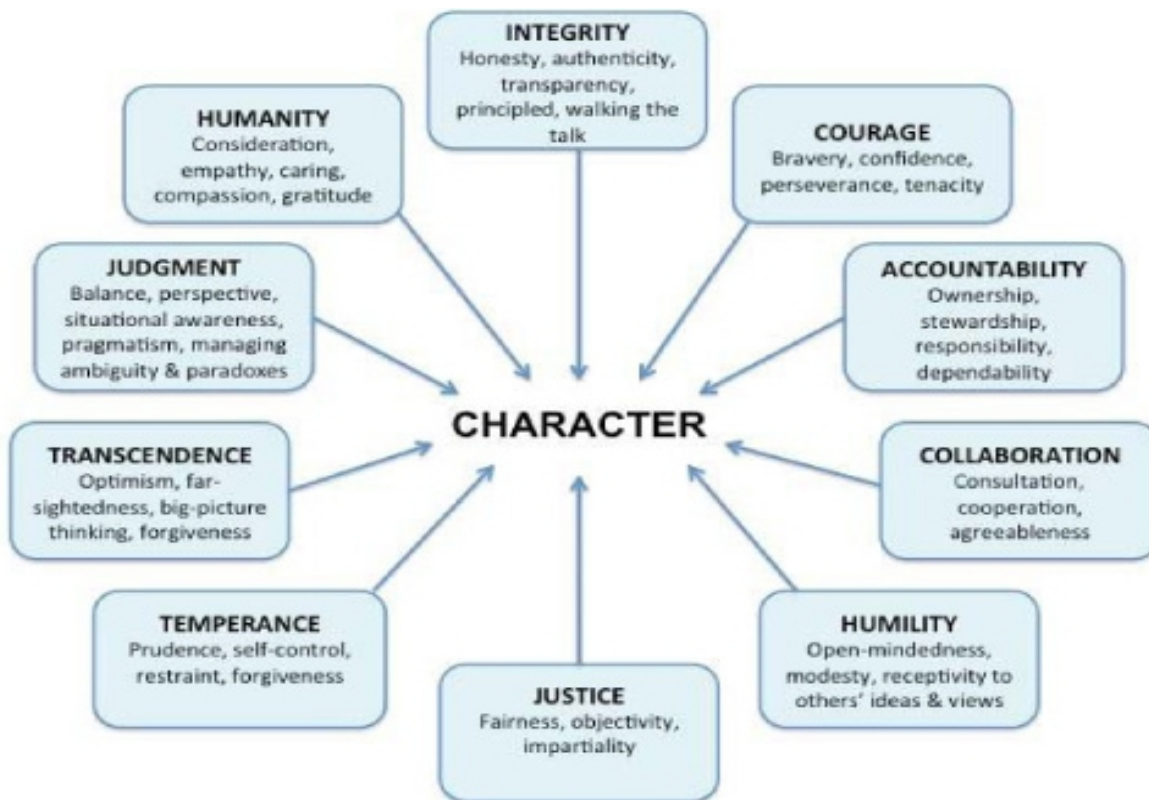 INTEGRITY
Honesty, authenticity,
transparency,
principled, walking the
talk
HUMANITY
Consideration,
empathy, caring,
compassion, gratitude
COURAGE
Bravery, confidence,
perseverance, tenacity
JUDGMENT
Balance, perspective,
situational awareness,
pragmatism, managing
ambiguity & paradoxes
ACCOUNTABILITY
Ownership,
stewardship,
responsibility,
dependability
CHARACTER
TRANSCENDENCE
Optimism, far-
sightedness, big-picture
thinking, forgiveness
COLLABORATION
Consultation,
cooperation,
agreeableness
TEMPERANCE
Prudence, self-control,
restraint, forgiveness
HUMILITY
Open-mindedness,
modesty, receptivity to
others' ideas & views
JUSTICE
Fairness, objectivity,
impartiality